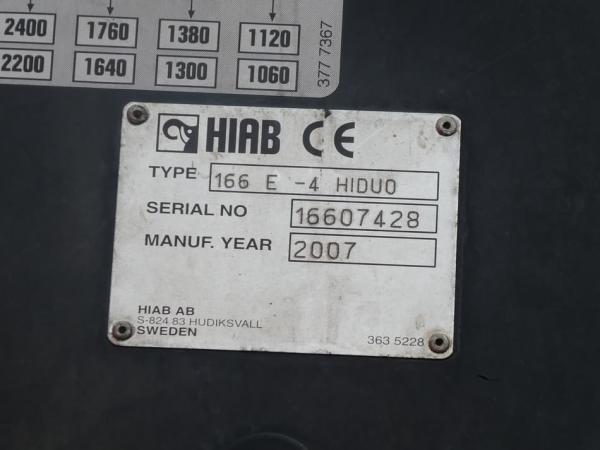 2400 1760 1380 1120
2200 1640 1300 1060
377 7367
HIAB CE
TYPE 166 E -4 HIDUO
SERIAL NO 16607428
MANUF. YEAR 2007
HIAB AB
S-824 83 HUDIKSVALL
SWEDEN
363 5228